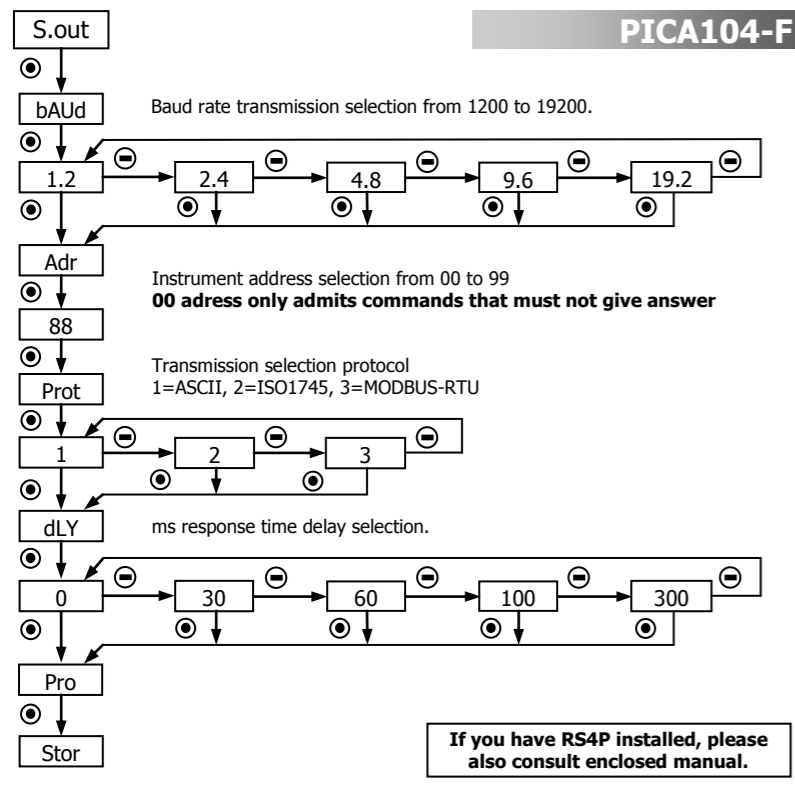 S.out
PICA104-F
bAUd
Baud rate transmission selection from 1200 to 19200.
1.2 2.4 4.8 9.6 19.2
Adr
Instrument address selection from 00 to 99
00 adress only admits commands that must not give answer
88
Transmission selection protocol
1=ASCII, 2=ISO1745, 3=MODBUS-RTU
Prot
1 2 3
dLY
ms response time delay selection.
0 30 60 100 300
Pro
If you have RS4P installed, please
also consult enclosed manual.
Stor